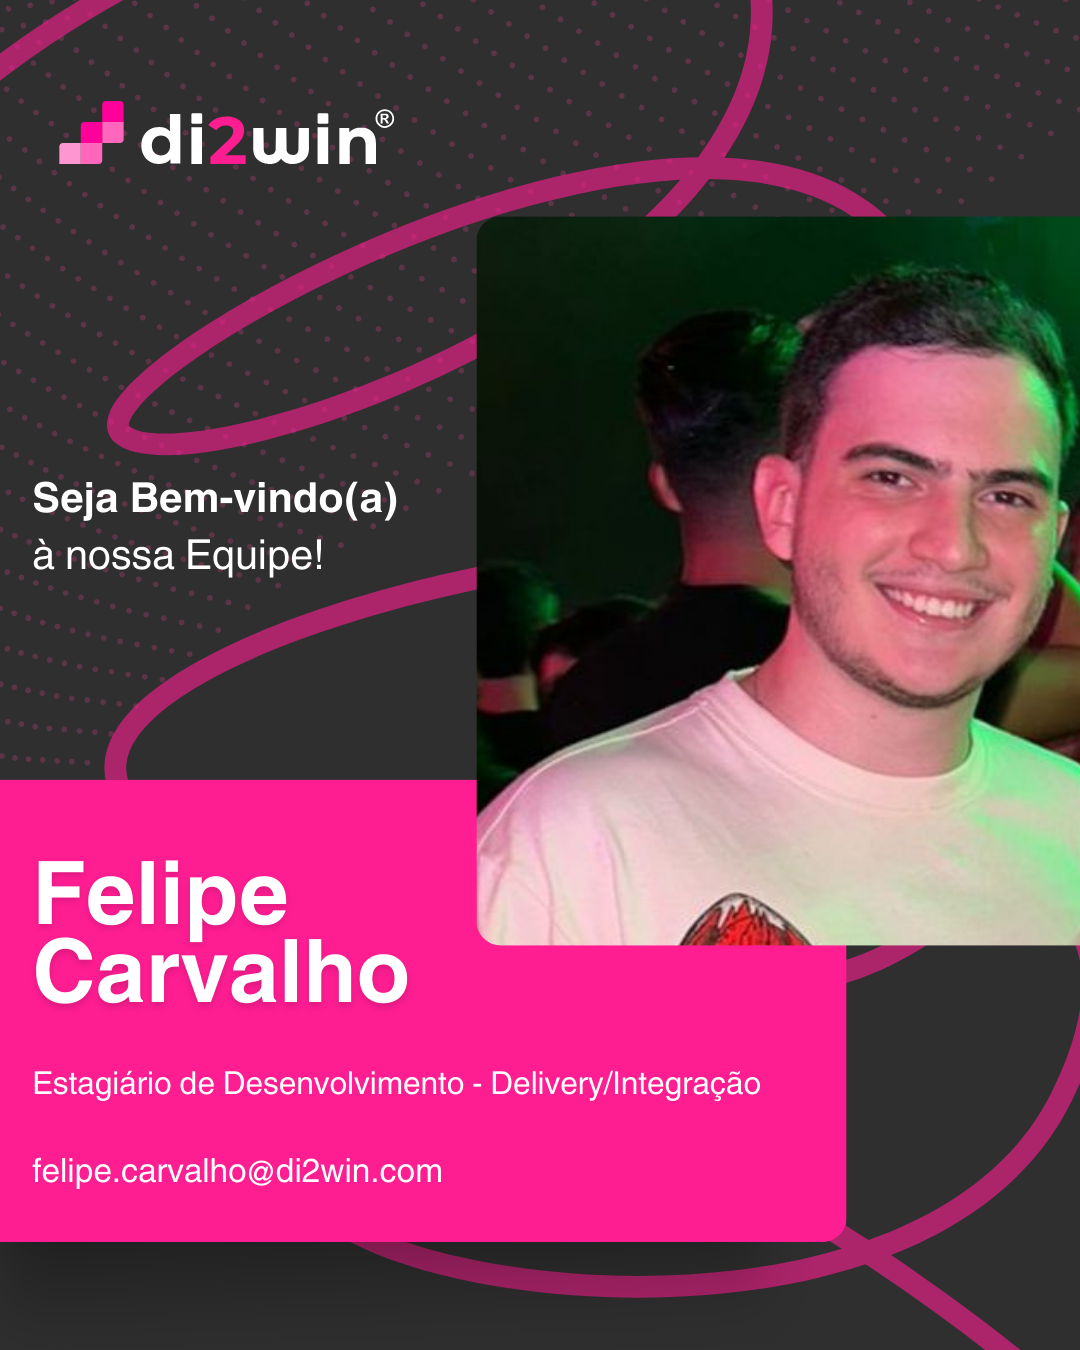 di2win®
Seja Bem-vindo(a)
à nossa Equipe!
Felipe
Carvalho
Estagiário de Desenvolvimento - Delivery/Integração
felipe.carvalho@di2win.com